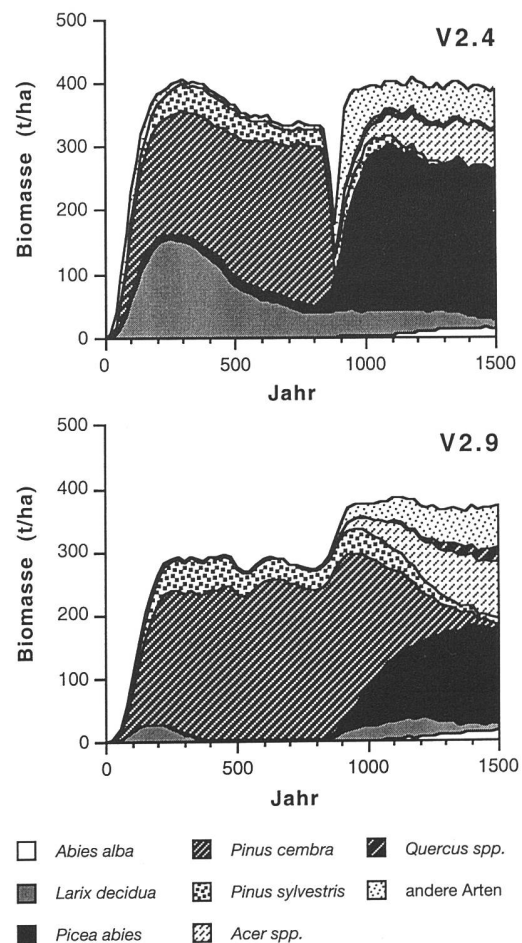 V2.4
Biomasse (t/ha)
500
400
300
200
100
0
0 500 1000 1500
Jahr
V2.9
Biomasse (t/ha)
500
400
300
200
100
0
0 500 1000 1500
Jahr
Abies alba Pinus cembra Quercus spp.
Larix decidua Pinus sylvestris andere Arten
Picea abies Acer spp.